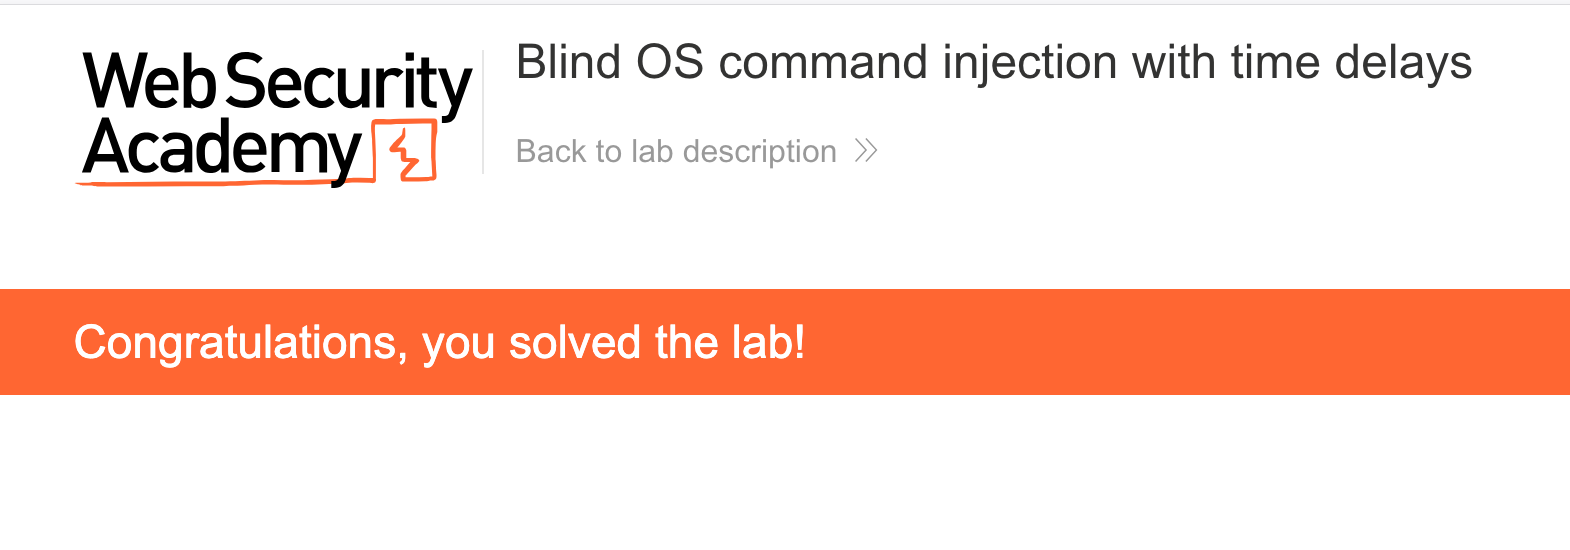 Web Security
Academy
Blind OS command injection with time delays
Back to lab description
Congratulations, you solved the lab!